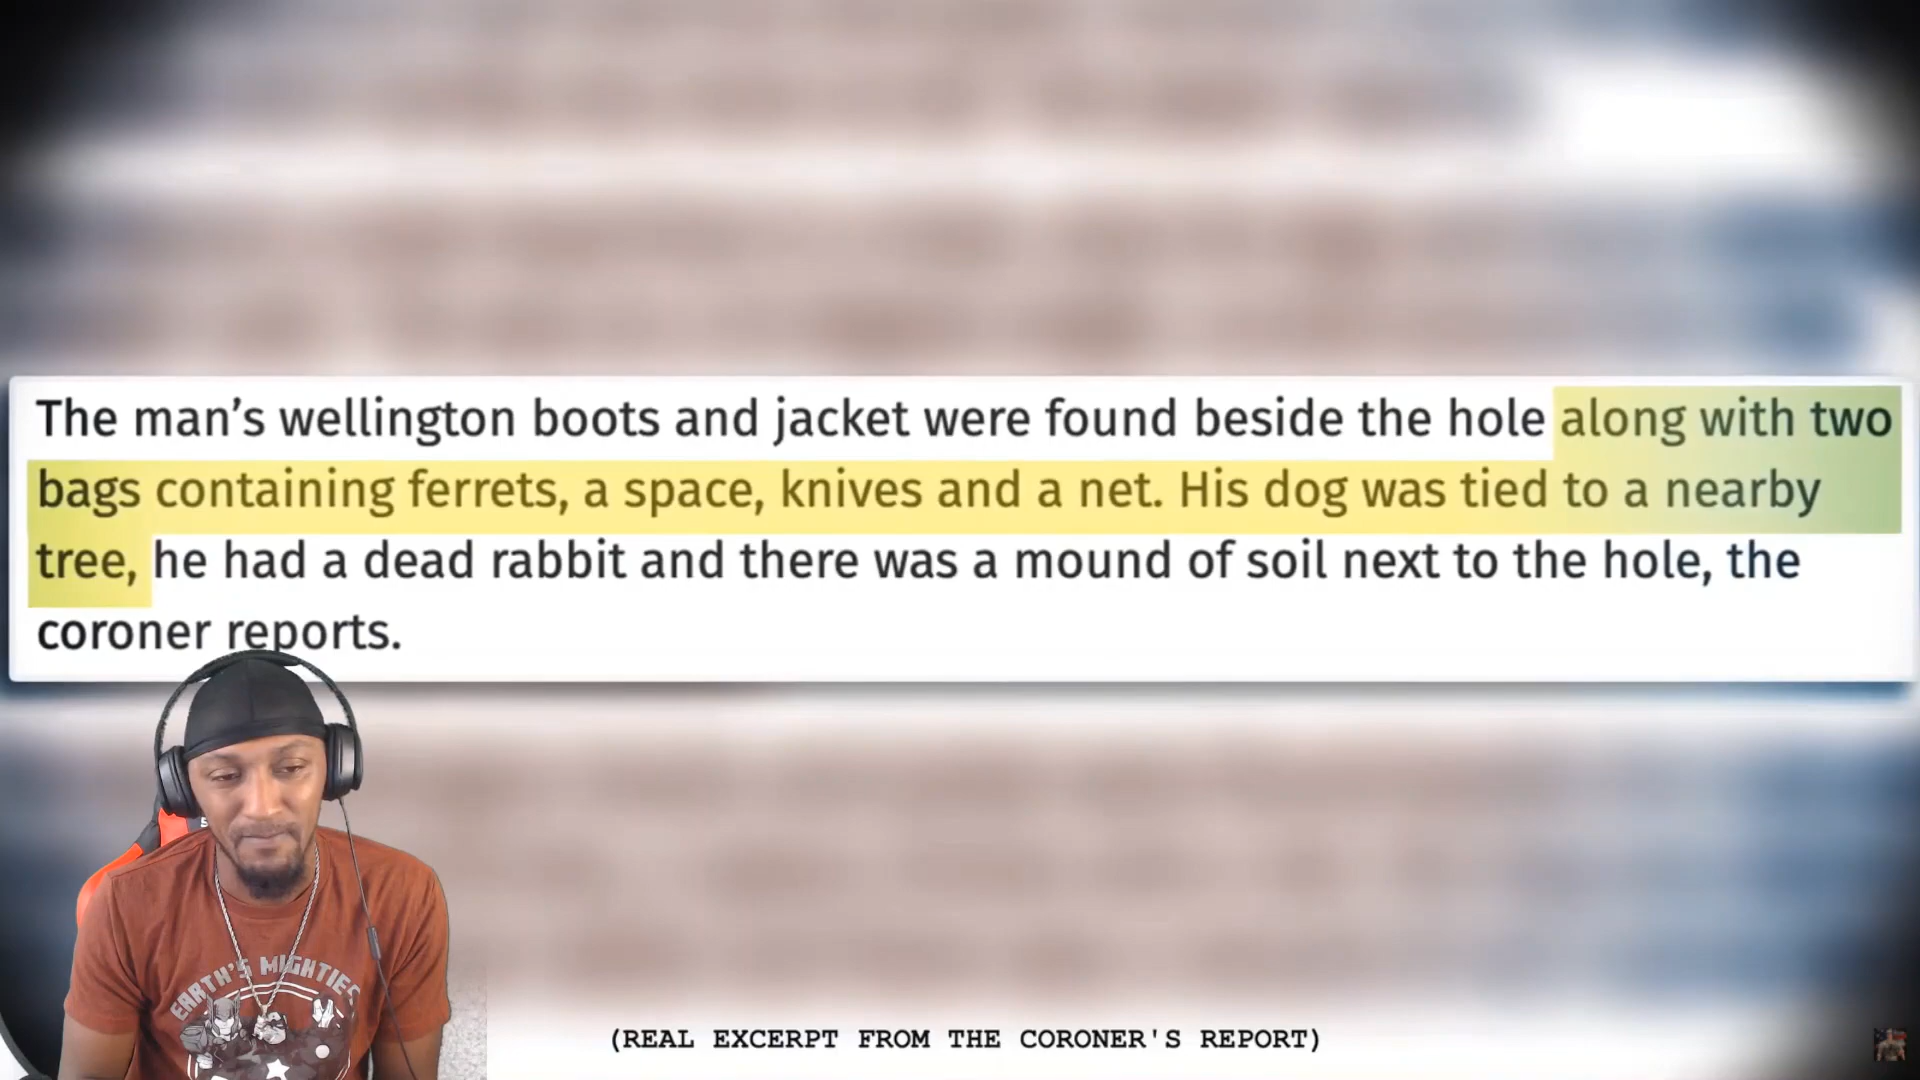 The man’s wellington boots and jacket were found beside the hole along with two
bags containing ferrets, a space, knives and a net. His dog was tied to a nearby
tree, he had a dead rabbit and there was a mound of soil next to the hole, the
coroner reports.
S
EARTH'S MIGHTIES
(REAL EXCERPT FROM THE CORONER'S REPORT)